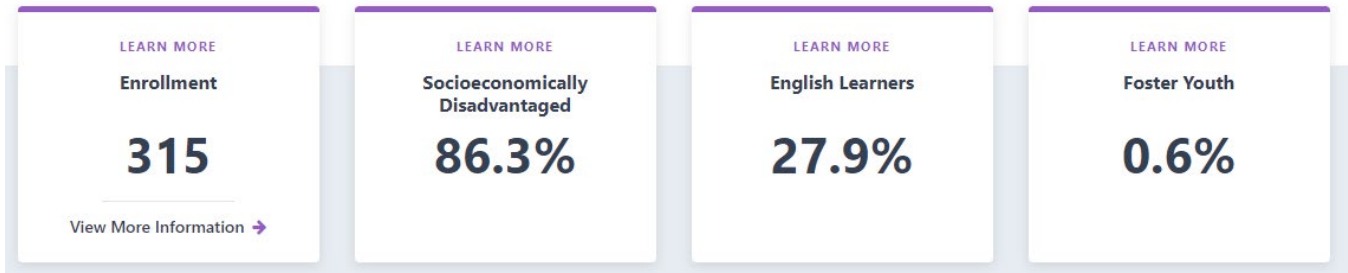 LEARN MORE
Enrollment
315
View More Information
LEARN MORE
Socioeconomically
Disadvantaged
86.3%
LEARN MORE
English Learners
27.9%
LEARN MORE
Foster Youth
0.6%